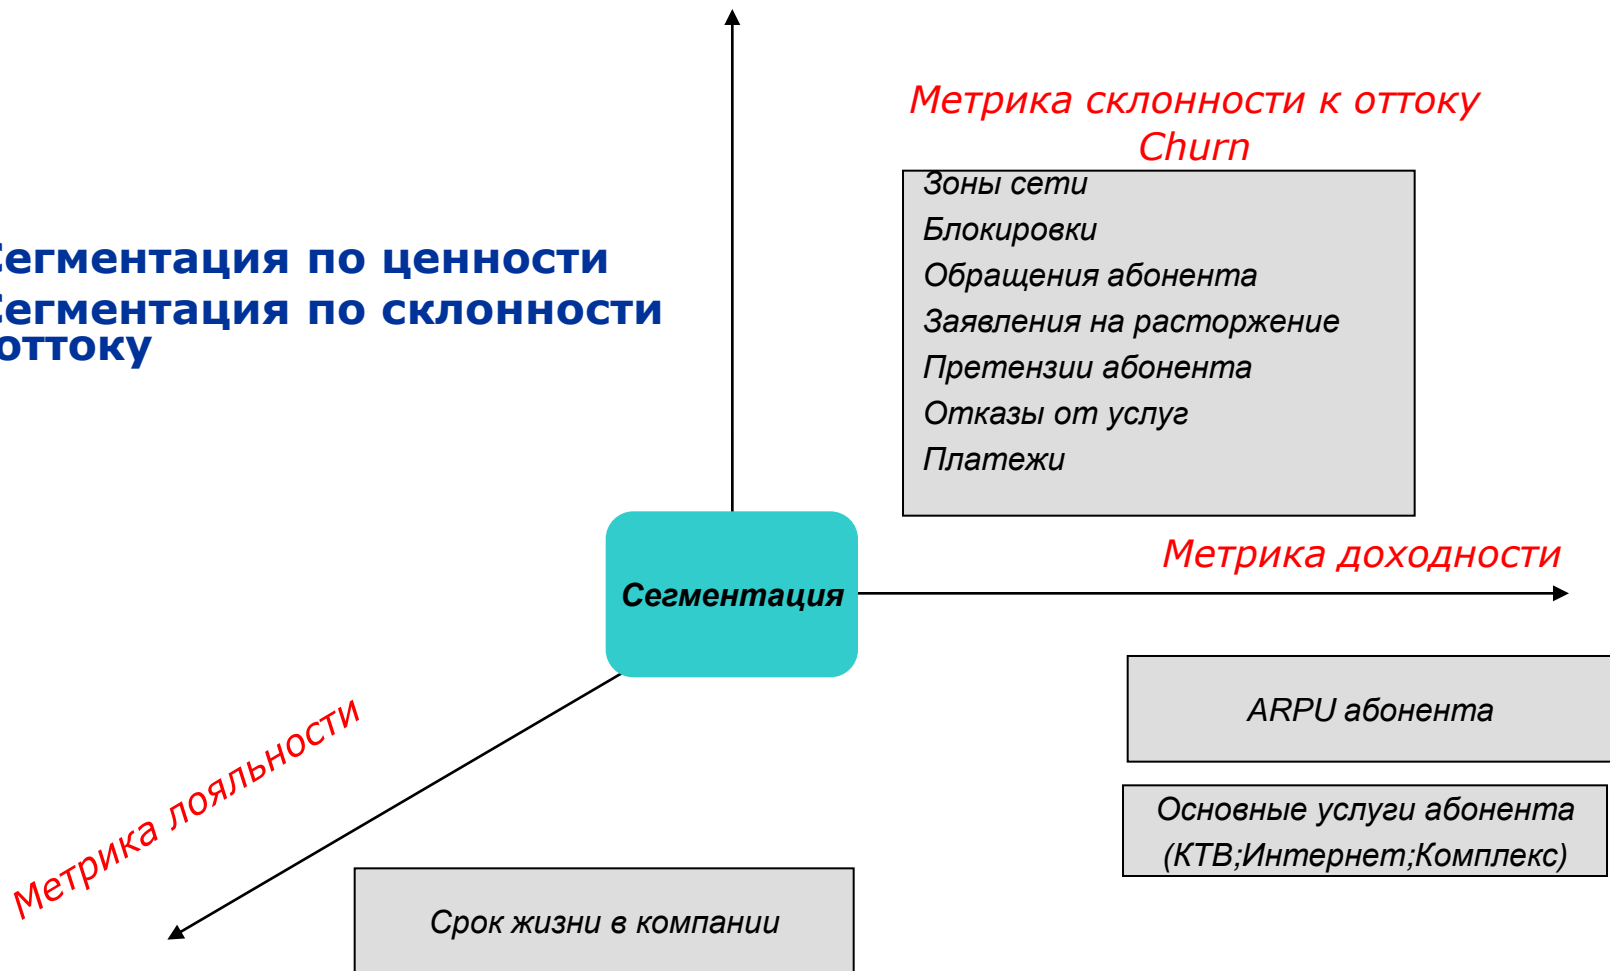 Метрика склонности к оттоку
Churn
Зоны сети
Блокировки
Обращения абонента
Заявления на расторжение
Претензии абонента
Отказы от услуг
Платежи
Сегментация по ценности
Сегментация по склонности
оттоку
Метрика доходности
Сегментация
ARPU абонента
Основные услуги абонента
(КТВ;Интернет;Комплекс)
Метрика лояльности
Срок жизни в компании